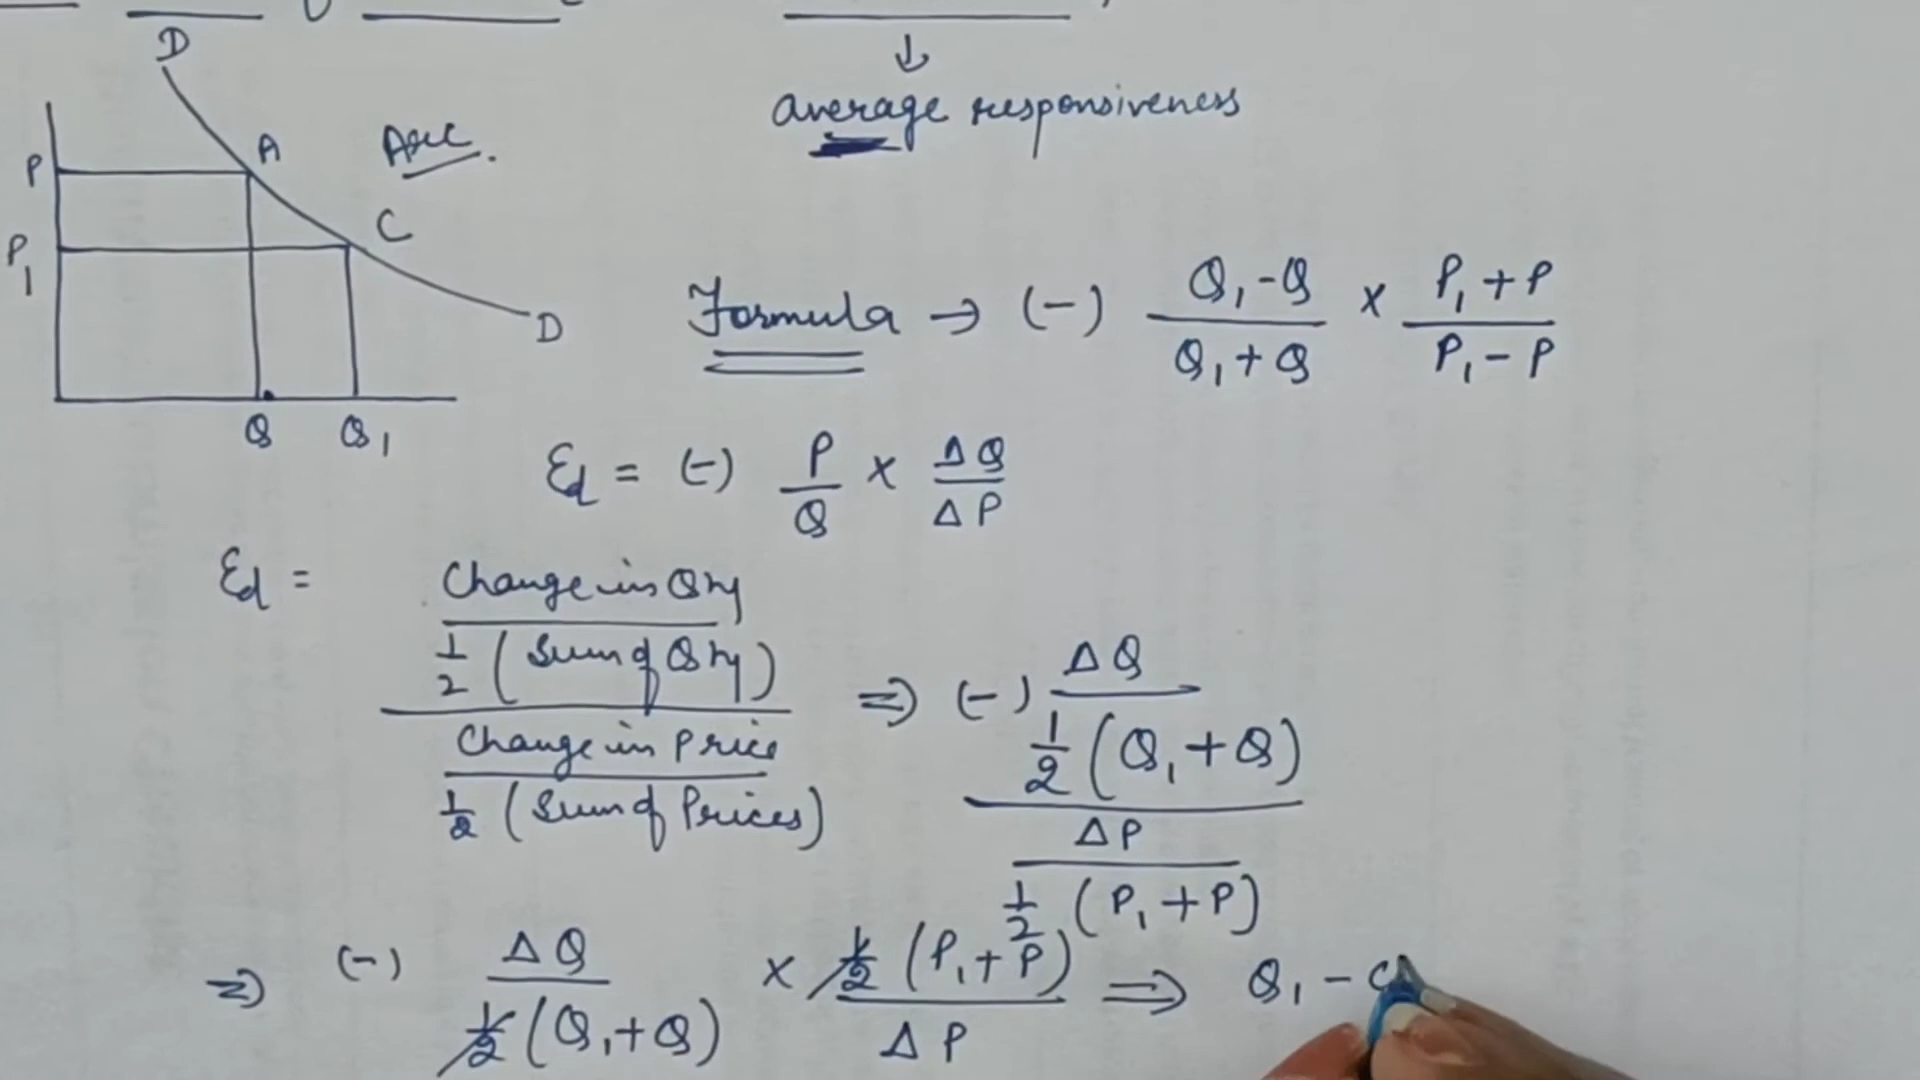 D
average responsiveness
A
Arc.
P
C
P1
Formula → (-) Q1-Q / Q1+Q × P1+P / P1-P
D
Q Q1
Ed = (-) P/Q × ΔQ/ΔP
Ed = Change in Qty / 1/2 (Sum of Qty) / Change in Price / 1/2 (Sum of Prices) ⇒ (-) ΔQ / 1/2 (Q1+Q) / ΔP / 1/2 (P1+P)
⇒ (-) ΔQ / 1/2 (Q1+Q) × 1/2 (P1+P) / ΔP ⇒ Q1 -